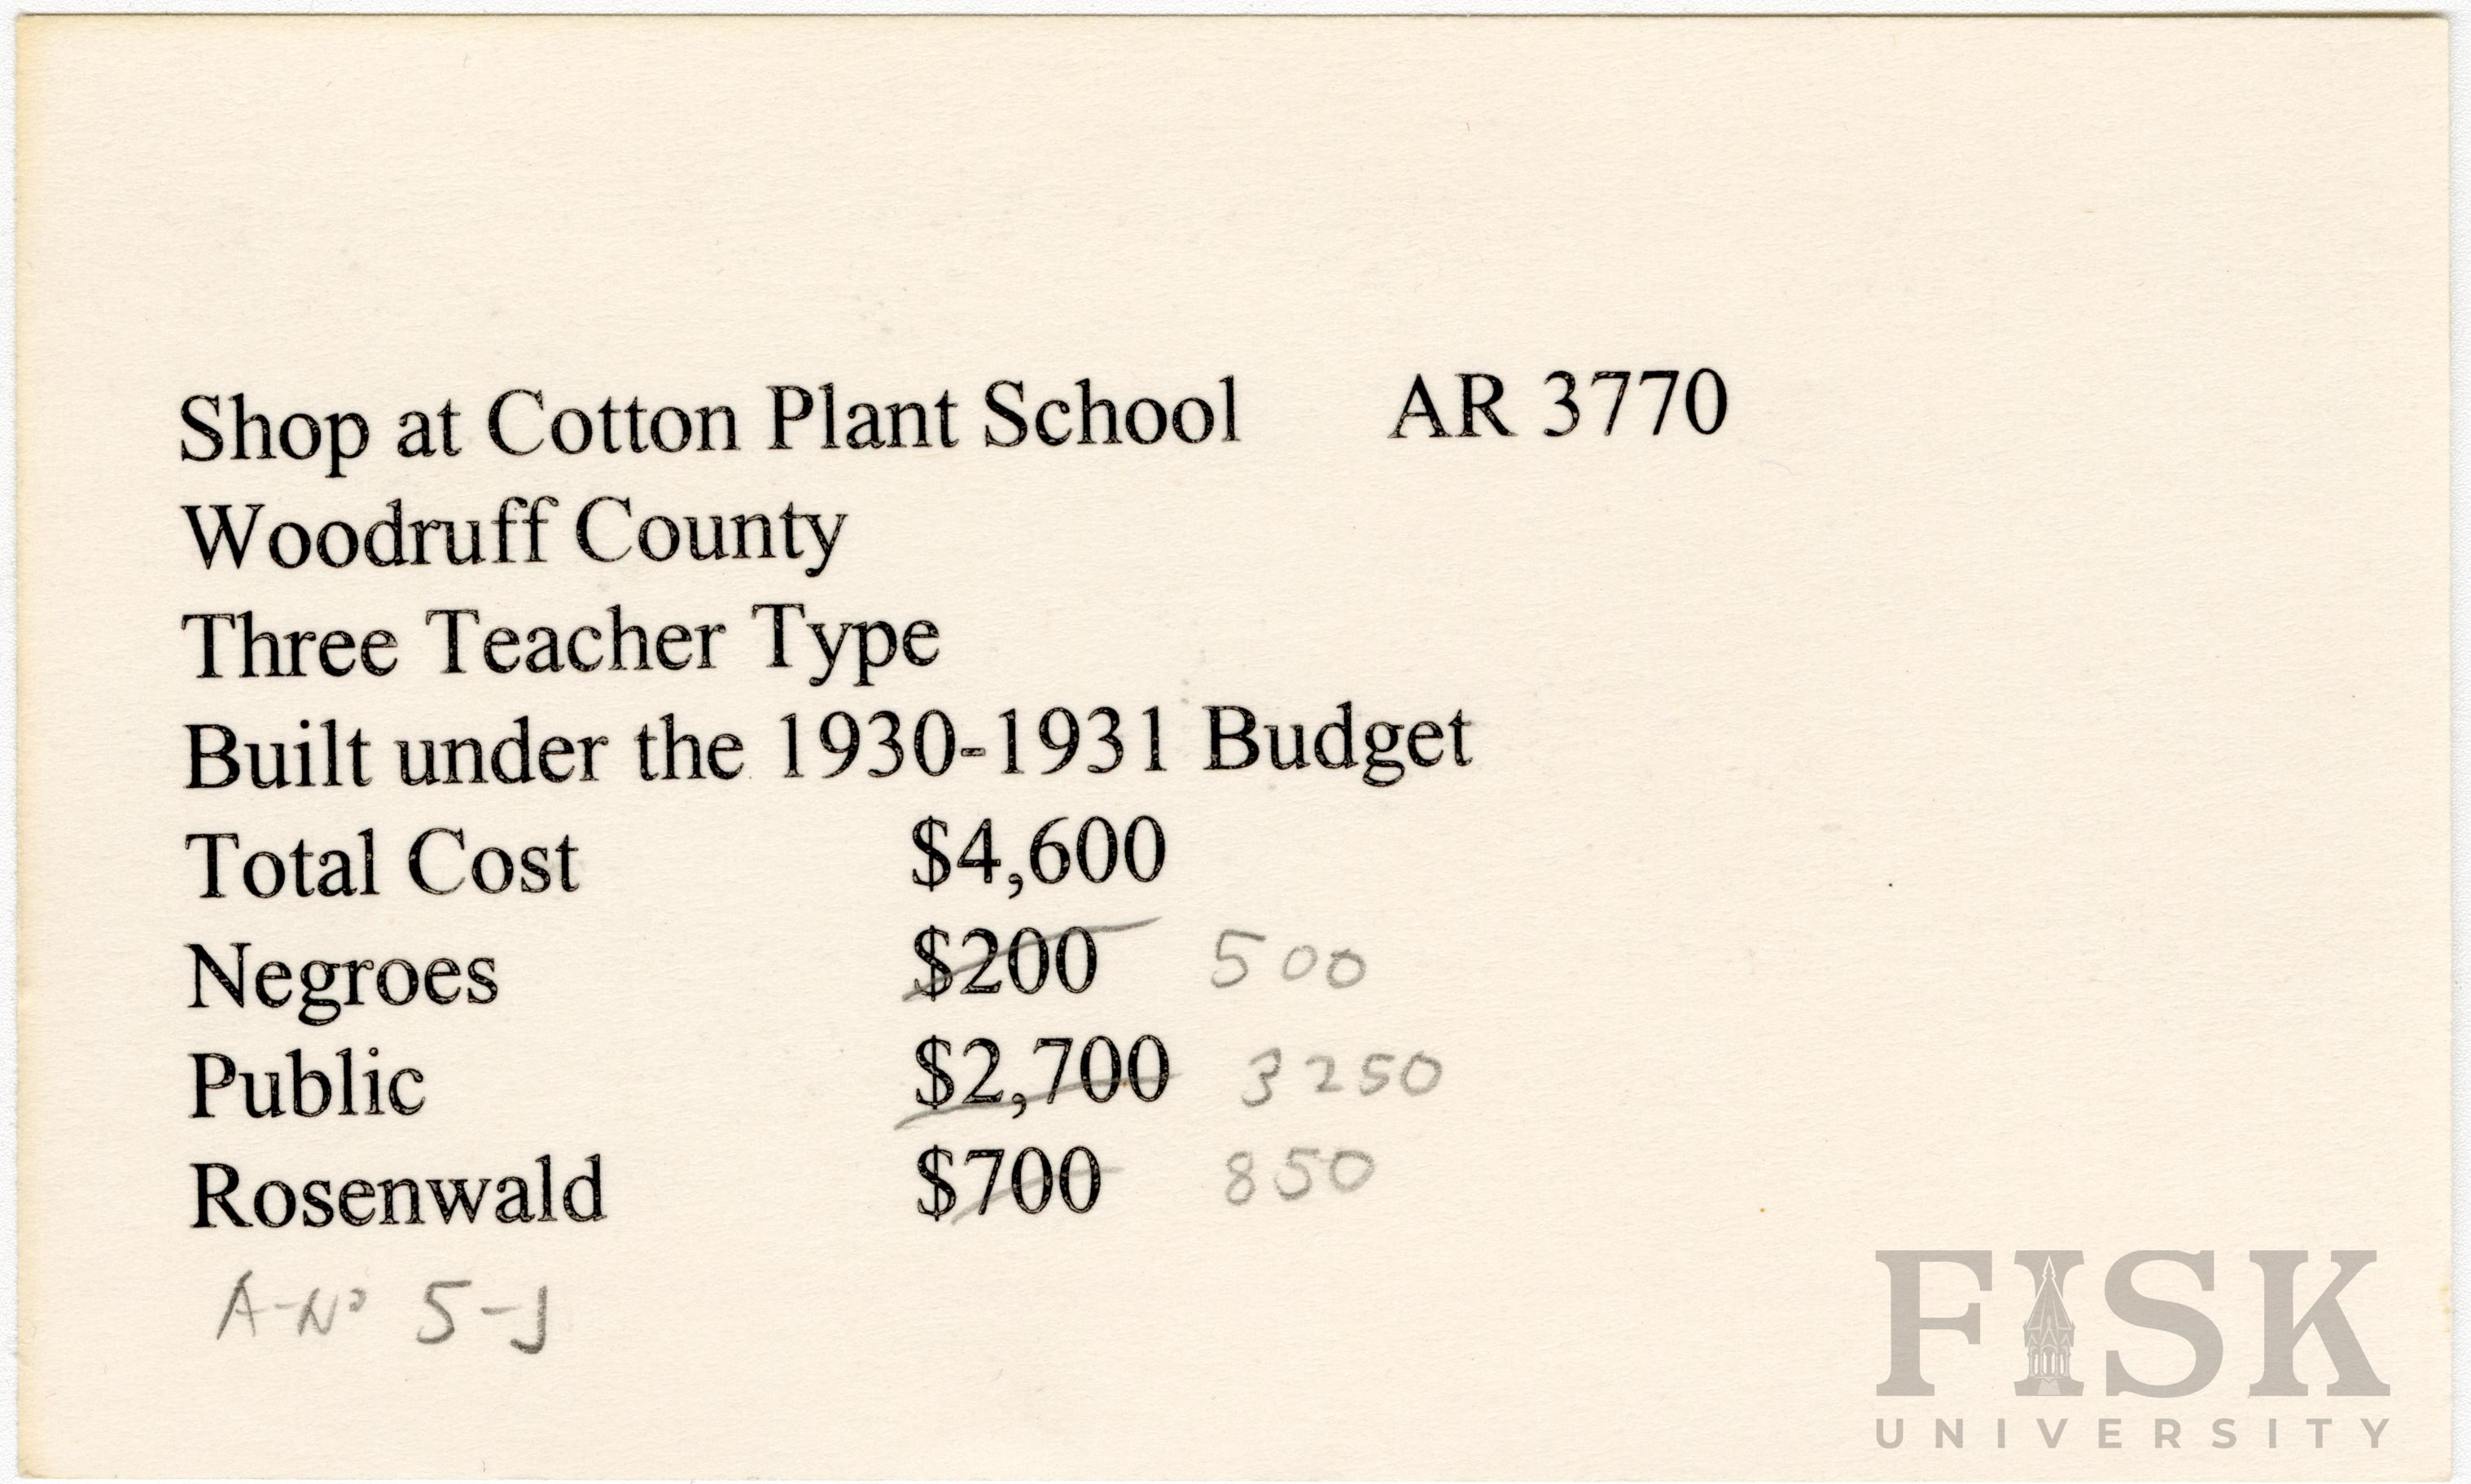 Shop at Cotton Plant School AR 3770
Woodruff County
Three Teacher Type
Built under the 1930-1931 Budget
Total Cost $4,600
Negroes $200 500
Public $2,700 3250
Rosenwald $700 850
A-No 5-J
FISK
UNIVERSITY